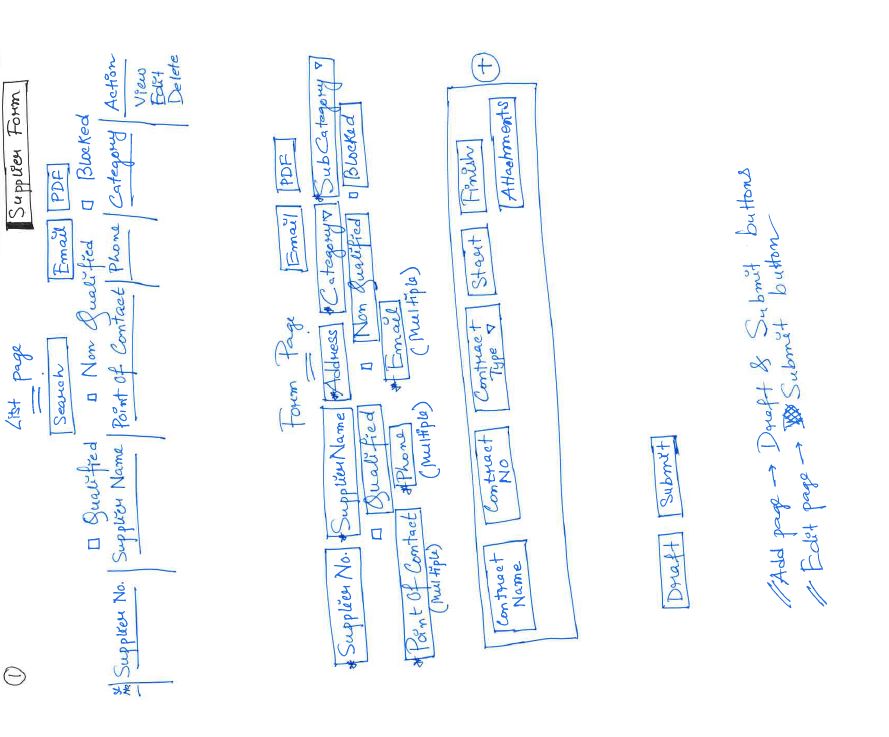 1
List page
Supplier Form
Search
Email PDF
Qualified Non Qualified Blocked
Sl No Supplier No. Supplier Name Point Of Contact Phone Category Action
View
Edit
Delete
Form Page
Email PDF
*Supplier No. *Supplier Name *Address *Category▽ *SubCategory ▽
Qualified Non Qualified Blocked
*Point Of Contact *Phone *Email
(Multiple) (Multiple) (Multiple)
Contract Name Contract No Contract Type ▽ Start Finish
Attachments
+
Draft Submit
// Add page → Draft & Submit buttons
// Edit page → Submit button